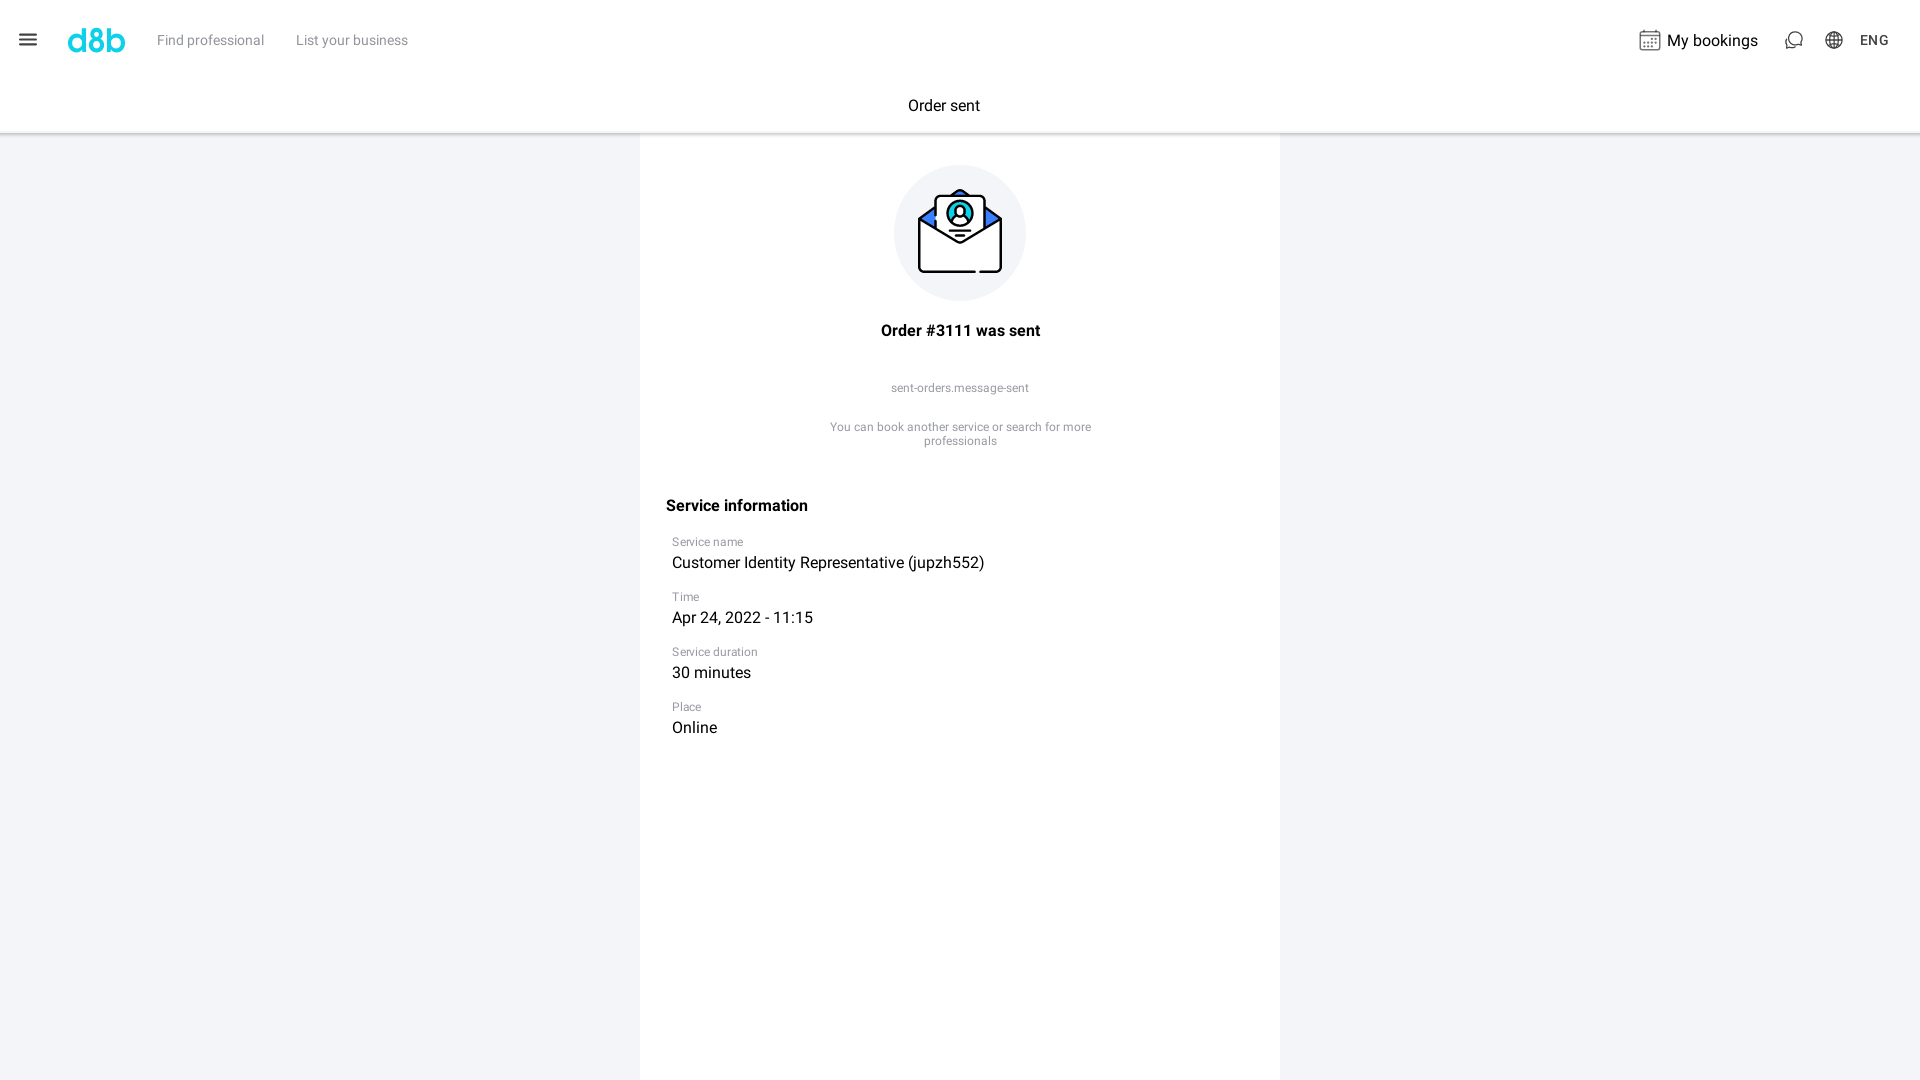 d8b
Find professional
List your business
My bookings
ENG
Order sent
Order #3111 was sent
sent-orders.message-sent
You can book another service or search for more
professionals
Service information
Service name
Customer Identity Representative (jupzh552)
Time
Apr 24, 2022 - 11:15
Service duration
30 minutes
Place
Online